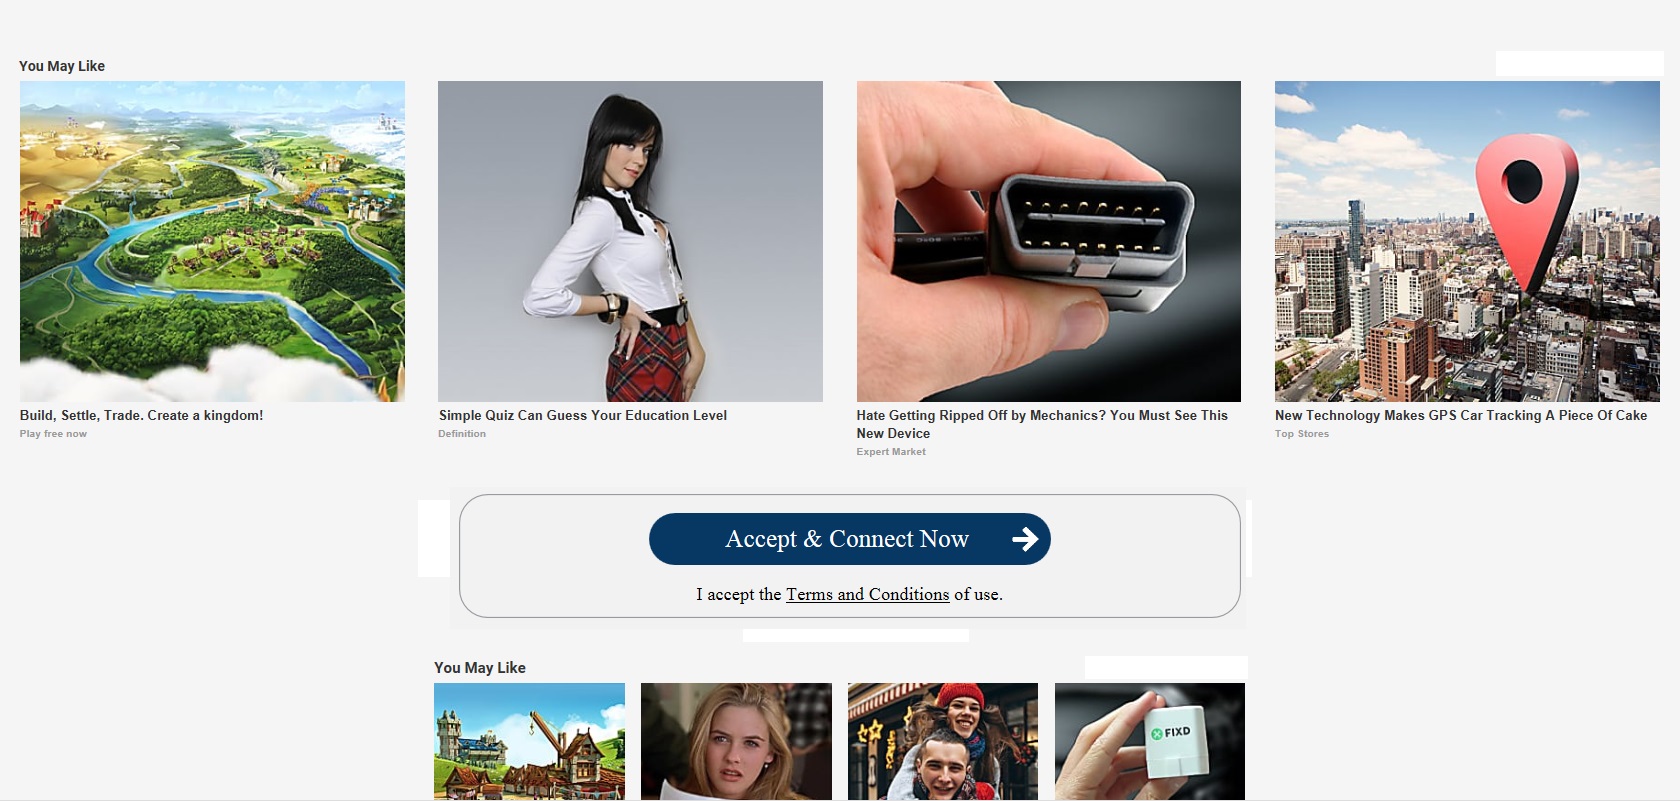 You May Like
Build, Settle, Trade. Create a kingdom!
Play free now
Simple Quiz Can Guess Your Education Level
Definition
Hate Getting Ripped Off by Mechanics? You Must See This
New Device
Expert Market
New Technology Makes GPS Car Tracking A Piece Of Cake
Top Stores
Accept & Connect Now
I accept the Terms and Conditions of use.
You May Like
FIXD